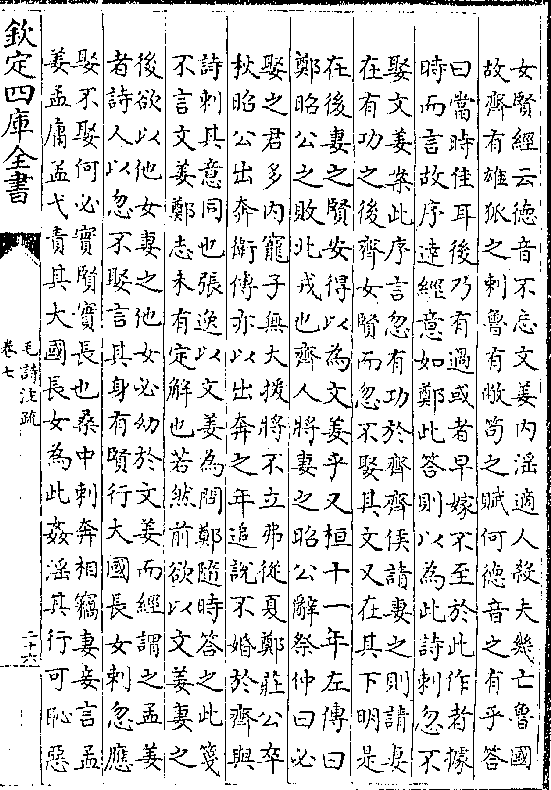 女賢經云德音不忘文姜内淫適人殺夫幾亡魯國
故齊有雄狐之刺魯有敝笱之賦何德音之有乎答
曰當時佳耳後乃有過或者早嫁不至於此作者據
時而言故序達經意如鄭此答則以為此詩刺忽不
娶文姜案此序言忽有功於齊齊侯請妻之則請妻
在有功之後齊女賢而忽不娶其文又在其下明是
在後妻之賢女得以為文姜乎又桓十一年左傳曰
鄭昭公之敗北戎也齊人將妻之昭公辭祭仲曰必
娶之君多内寵子無大援將不立弗從夏鄭莊公卒
秋昭公出奔衛傳亦以出奔之年追說不婚於齊與
詩刺其意同也張逸以文姜為問鄭隨時答之此箋
不言文姜鄭志未有定解也若然前欲以文姜妻之
後欲以他女妻之他女必幼於文姜而經謂之孟姜
者詩人以忽不娶言其身有賢行大國長女刺忽應
娶不娶何必實賢實長也桑中刺奔相竊妻妾言孟
姜孟庸孟弋責其大國長女為此姦淫其行可恥惡
欽定四庫全書
毛詩注疏
卷七
二十六